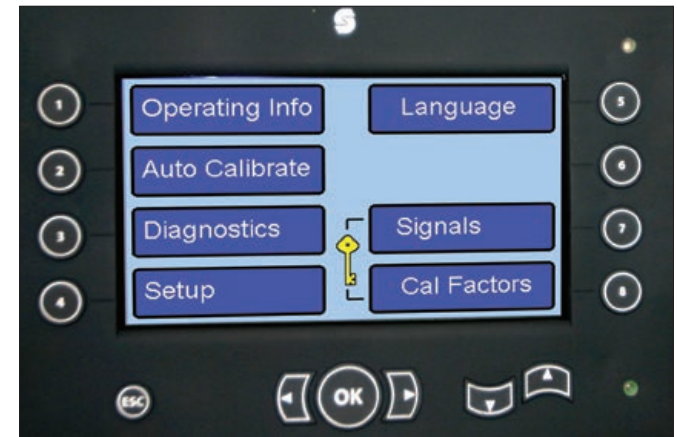 S
1
Operating Info
Language
5
2
Auto Calibrate
6
3
Diagnostics
Signals
7
4
Setup
Cal Factors
8
ESC
OK